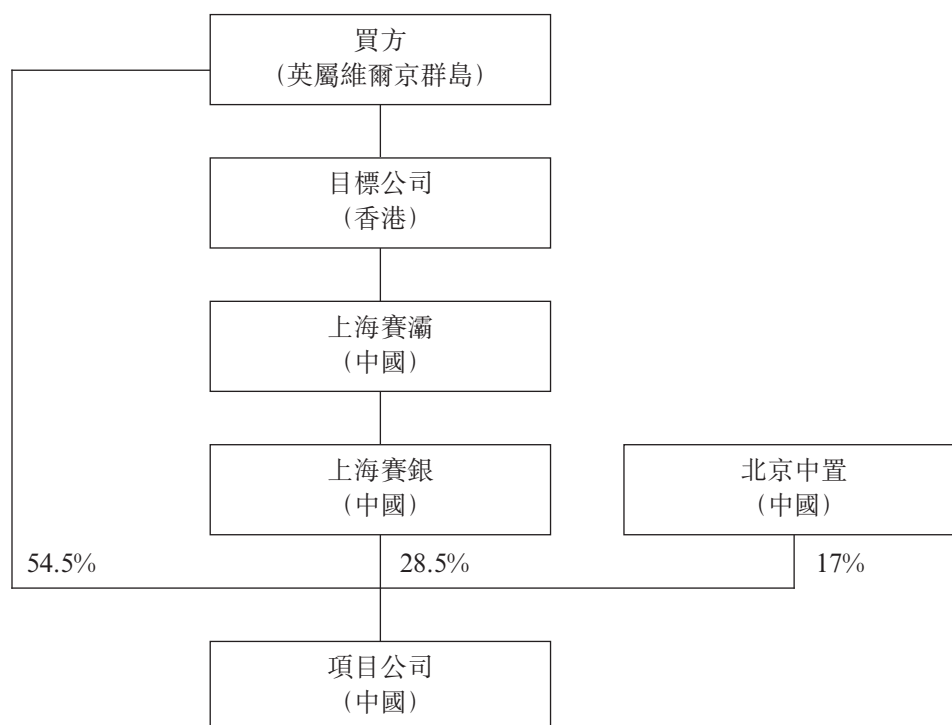 買方
（英屬維爾京群島）
目標公司
（香港）
上海賽灞
（中國）
上海賽銀
（中國）
北京中置
（中國）
54.5%
28.5%
17%
項目公司
（中國）